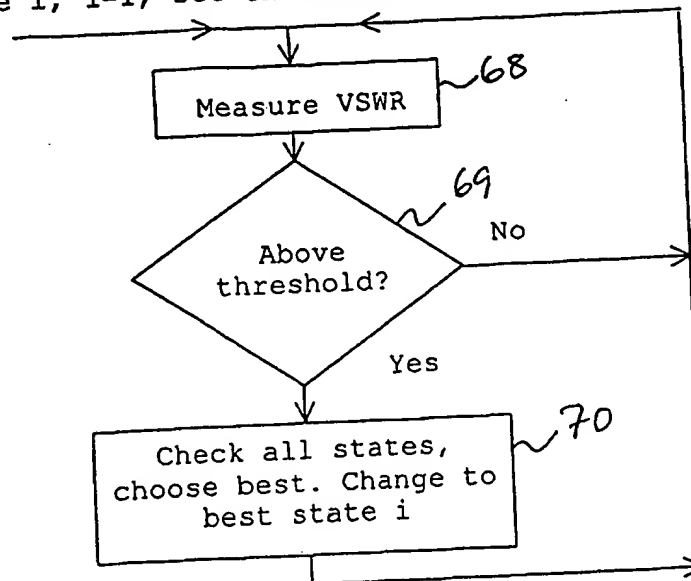 Measure VSWR
68
69
Above
threshold?
No
Yes
70
Check all states,
choose best. Change to
best state i